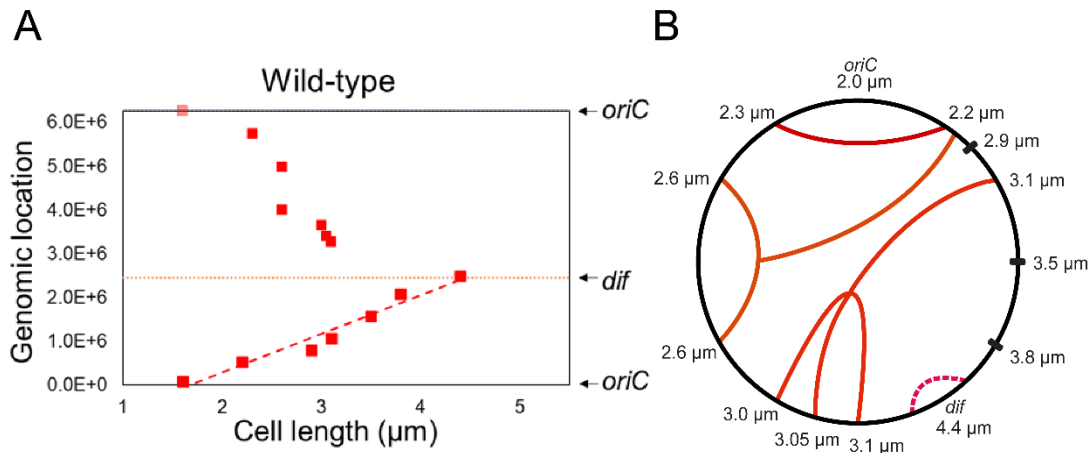 A
Wild-type
Genomic location
6.0E+6
5.0E+6
4.0E+6
3.0E+6
2.0E+6
1.0E+6
0.0E+0
oriC
dif
oriC
1 2 3 4 5
Cell length (µm)
B
oriC
2.0 µm
2.3 µm
2.2 µm
2.9 µm
2.6 µm
3.1 µm
3.5 µm
2.6 µm
3.8 µm
3.0 µm
dif
4.4 µm
3.05 µm
3.1 µm